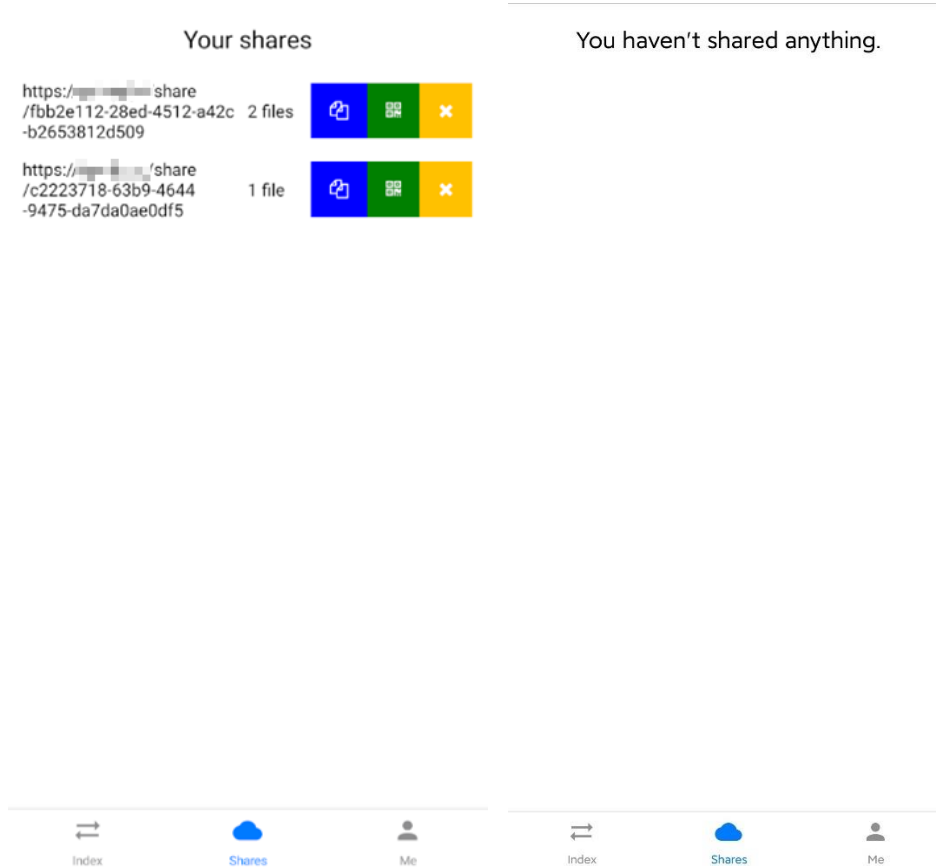 Your shares
https:/ share
/fbb2e112-28ed-4512-a42c
-b2653812d509
2 files
https:/ /share
/c2223718-63b9-4644
-9475-da7da0ae0df5
1 file
Index
Shares
Me
You haven't shared anything.
Index
Shares
Me